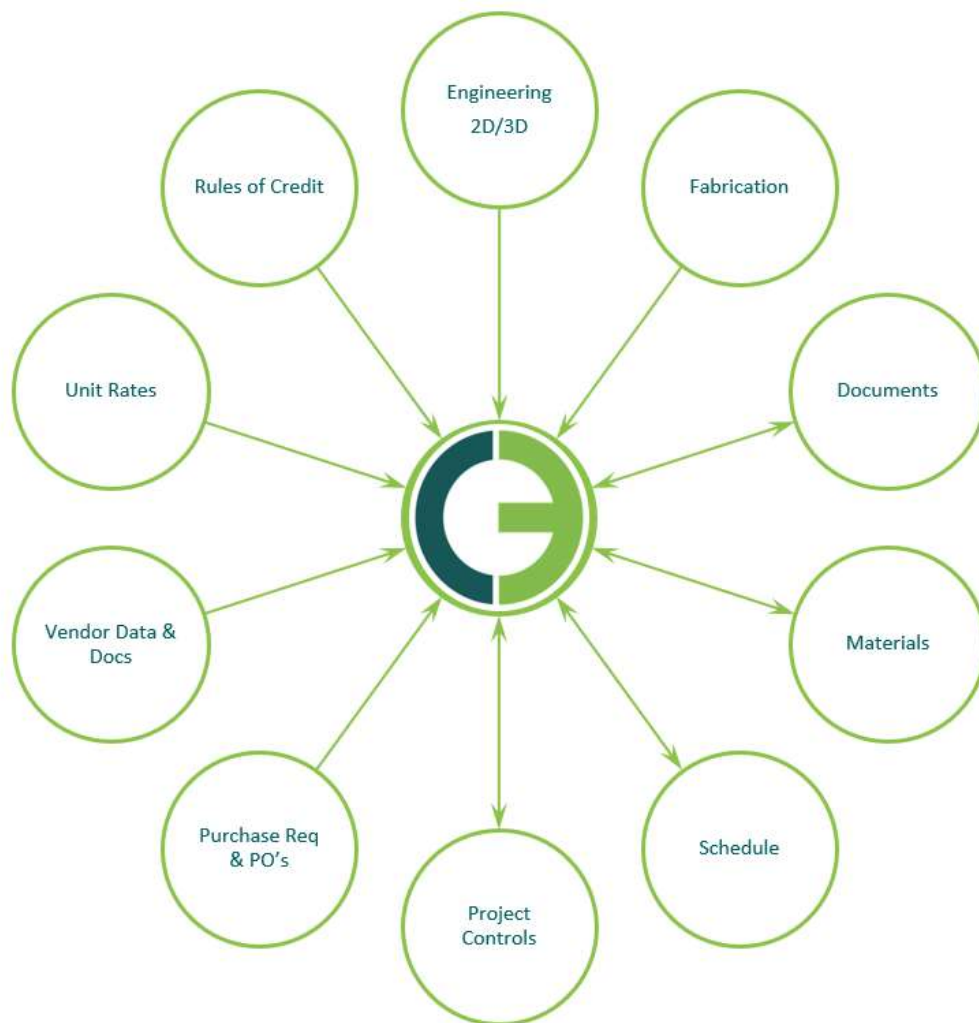 Engineering
2D/3D
Rules of Credit
Fabrication
Unit Rates
Documents
Vendor Data &
Docs
Materials
Purchase Req
& PO’s
Schedule
Project
Controls